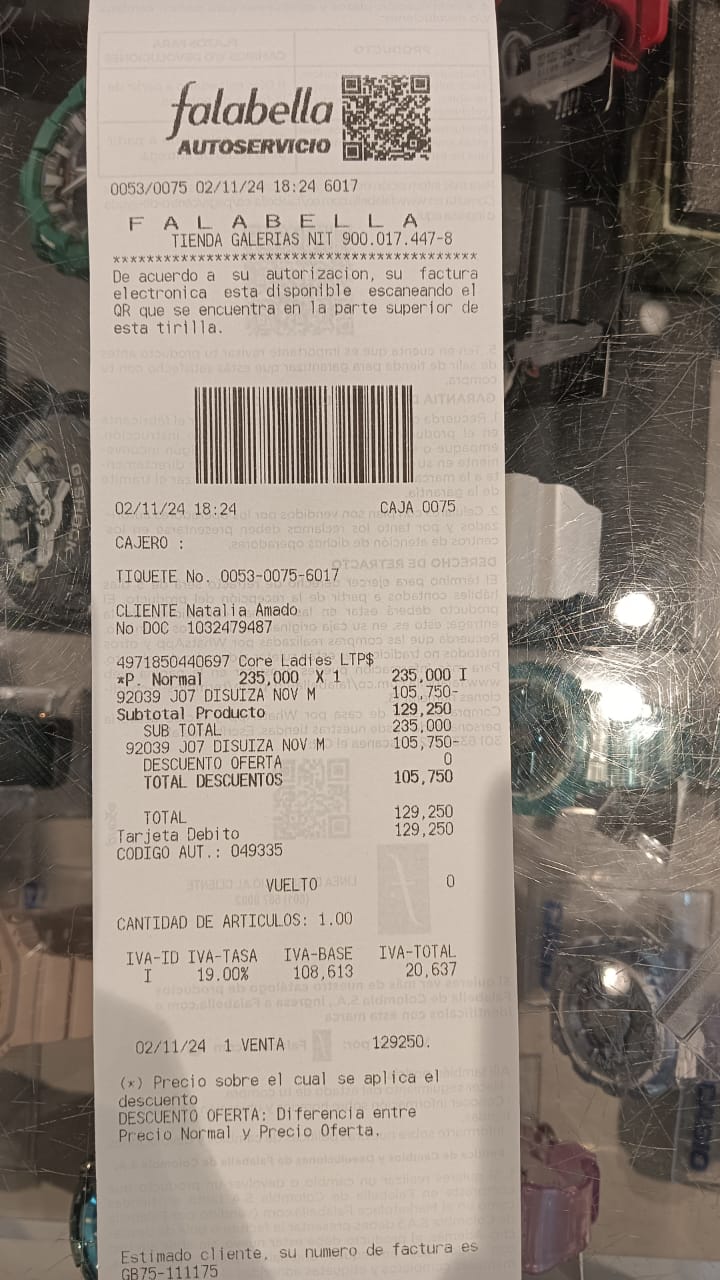 falabella
AUTOSERVICIO
0053/0075 02/11/24 18:24 6017
F A L A B E L L A
TIENDA GALERIAS NIT 900.017.447-8
******************************************
De acuerdo a su autorizacion, su factura
electronica esta disponible escaneando el
QR que se encuentra en la parte superior de
esta tirilla.
02/11/24 18:24 CAJA 0075
CAJERO :
TIQUETE No. 0053-0075-6017
CLIENTE Natalia Amado
No DOC 1032479487
4971850440697 Core Ladies LTP$
*P. Normal 235,000 X 1 235,000 I
92039 J07 DISUIZA NOV M 105,750-
Subtotal Producto 129,250
SUB TOTAL 235,000
92039 J07 DISUIZA NOV M 105,750-
DESCUENTO OFERTA 0
TOTAL DESCUENTOS 105,750
TOTAL 129,250
Tarjeta Debito 129,250
CODIGO AUT.: 049335
VUELTO 0
CANTIDAD DE ARTICULOS: 1.00
IVA-ID IVA-TASA IVA-BASE IVA-TOTAL
I 19.00% 108,613 20,637
02/11/24 1 VENTA 129250.
(*) Precio sobre el cual se aplica el
descuento
DESCUENTO OFERTA: Diferencia entre
Precio Normal y Precio Oferta.
Estimado cliente, su numero de factura es
GB75-111175